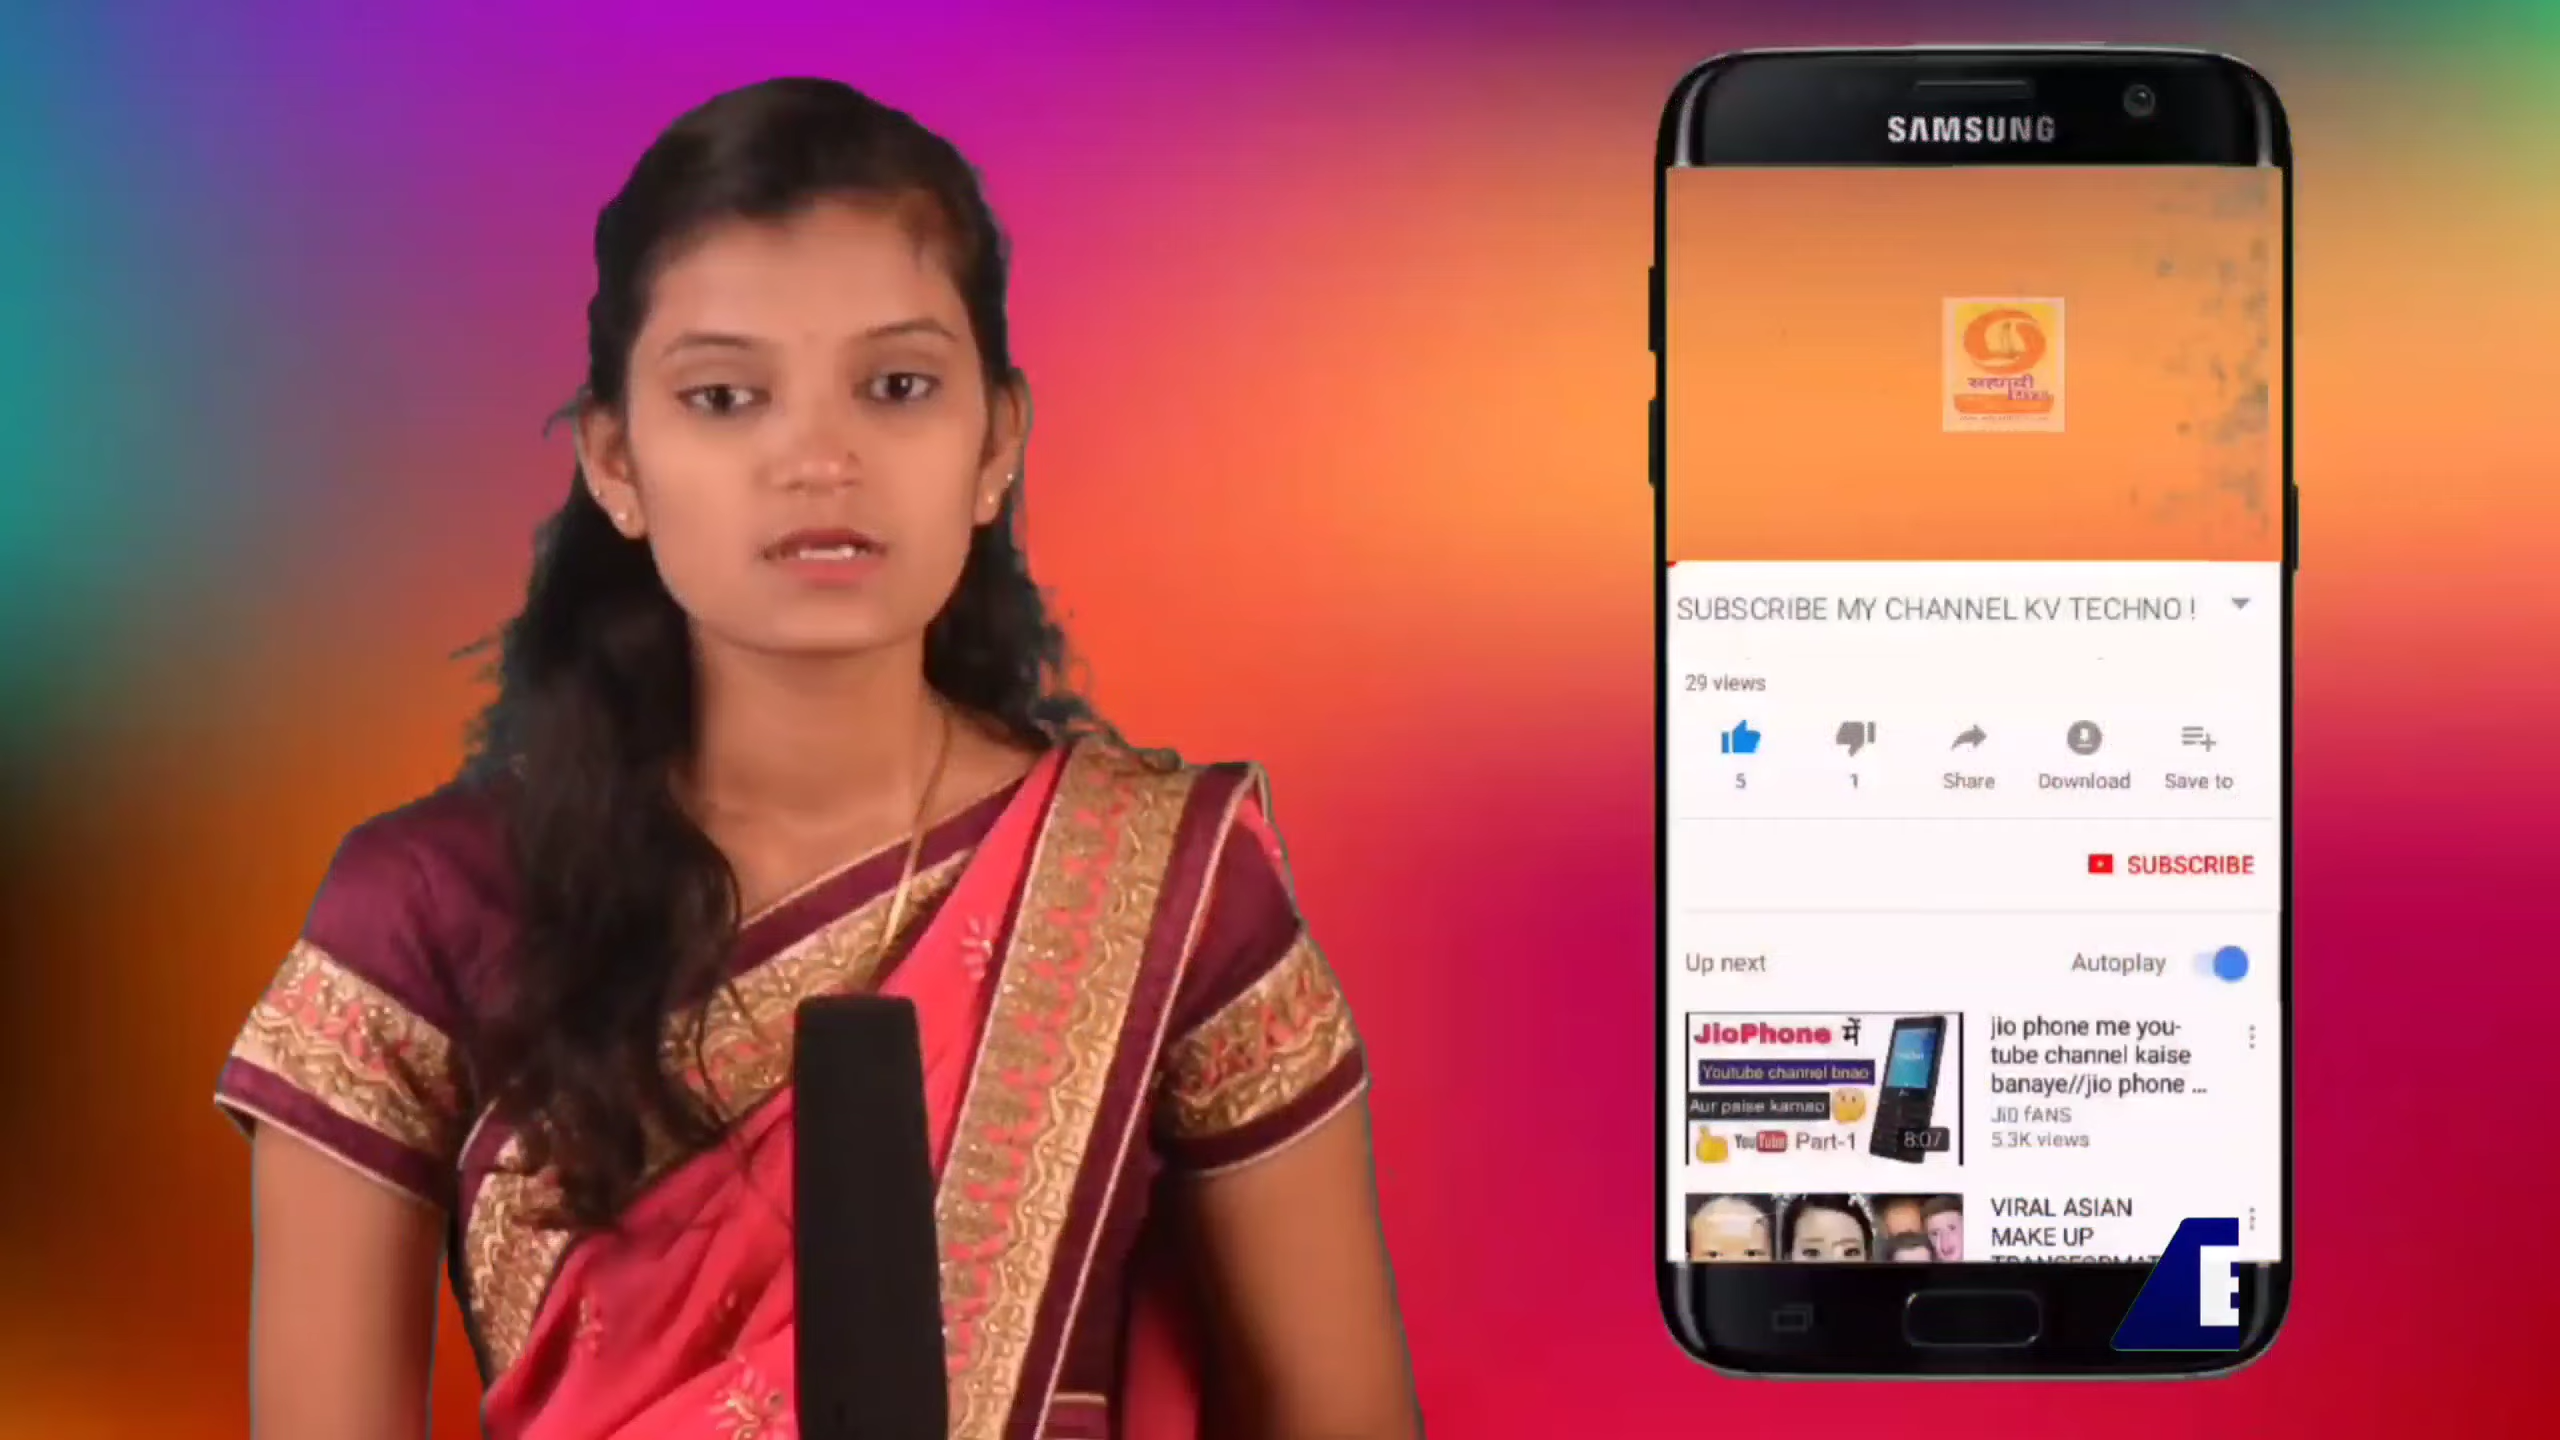 SAMSUNG
SUBSCRIBE MY CHANNEL KV TECHNO !
29 views
5
1
Share
Download
Save to
SUBSCRIBE
Up next
Autoplay
JioPhone में
Youtube channel bnao
Aur paise kamao
YouTube Part-1
8:07
jio phone me you-
tube channel kaise
banaye//jio phone ...
JiO fANS
5.3K views
VIRAL ASIAN
MAKE UP